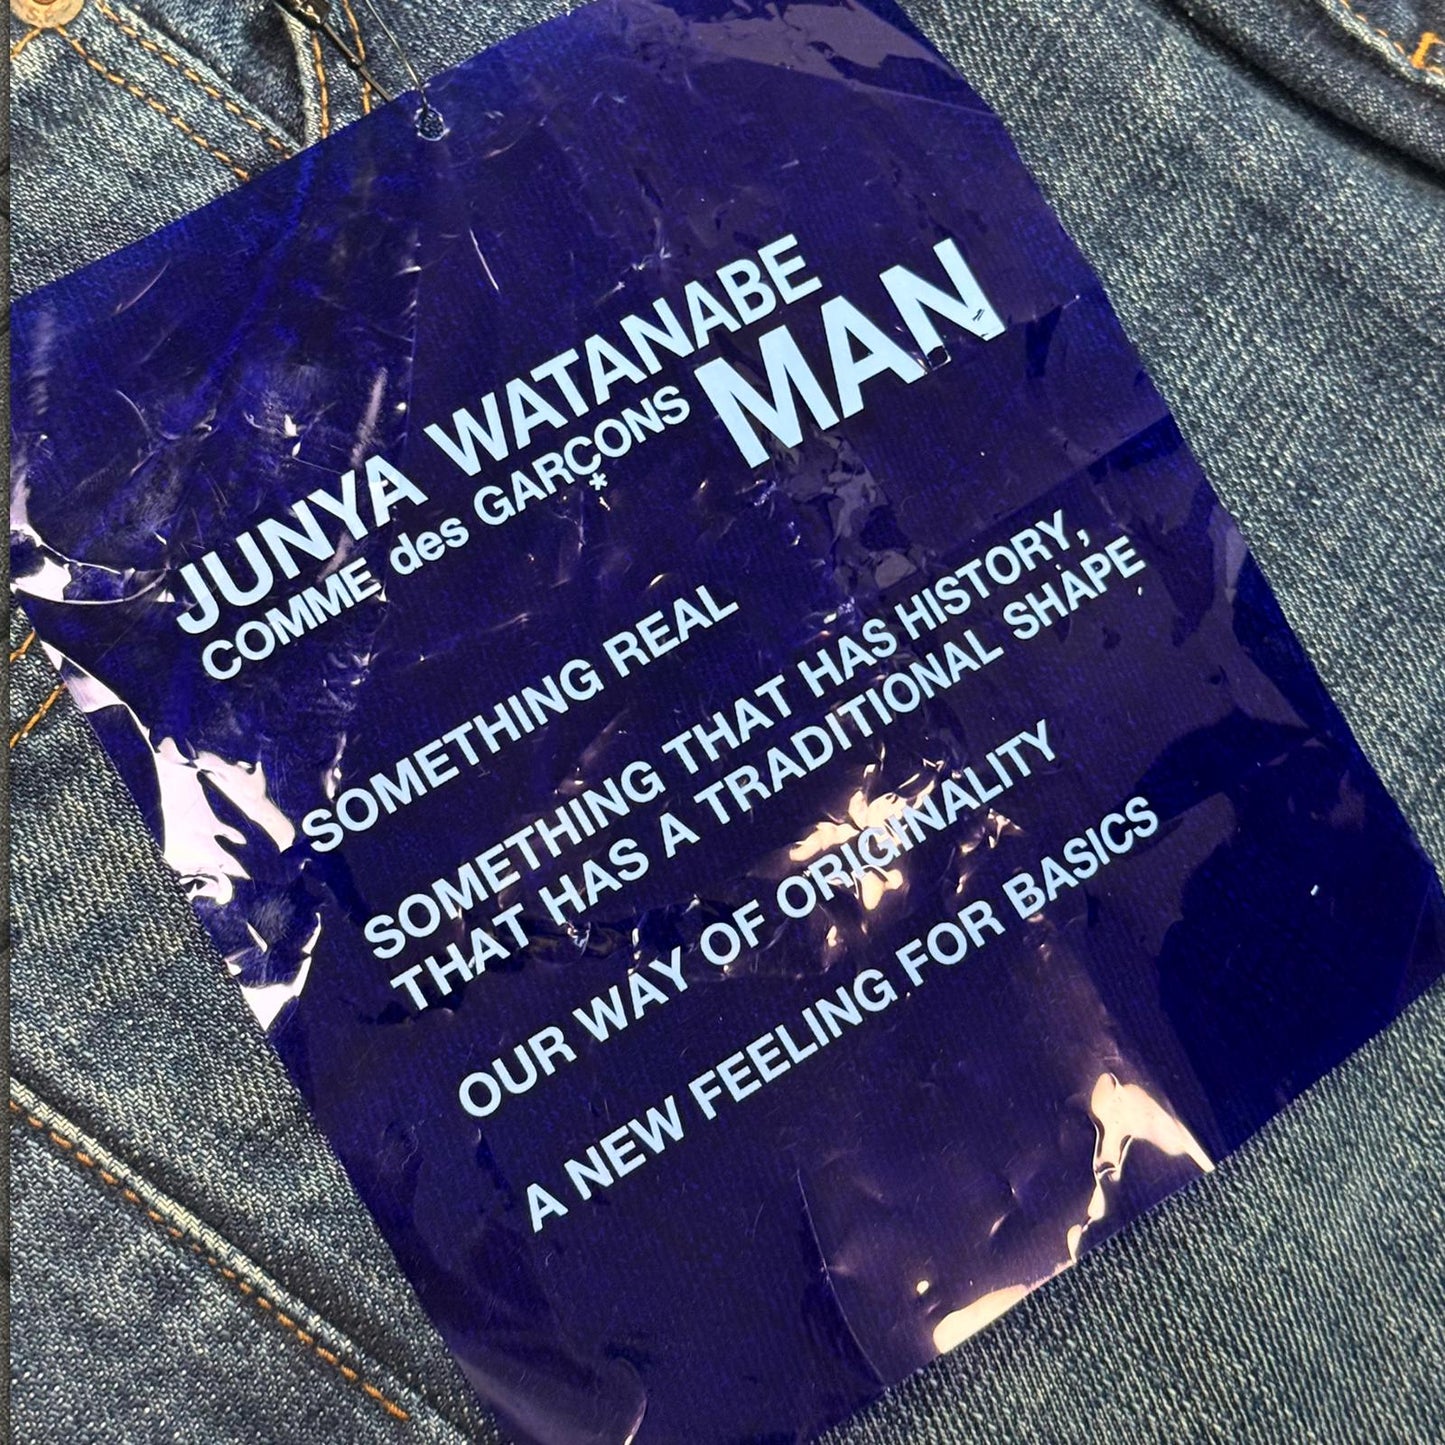 JUNYA WATANABE
COMME des GARÇONS MAN
*
SOMETHING REAL
SOMETHING THAT HAS HISTORY,
THAT HAS A TRADITIONAL SHAPE
OUR WAY OF ORIGINALITY
A NEW FEELING FOR BASICS